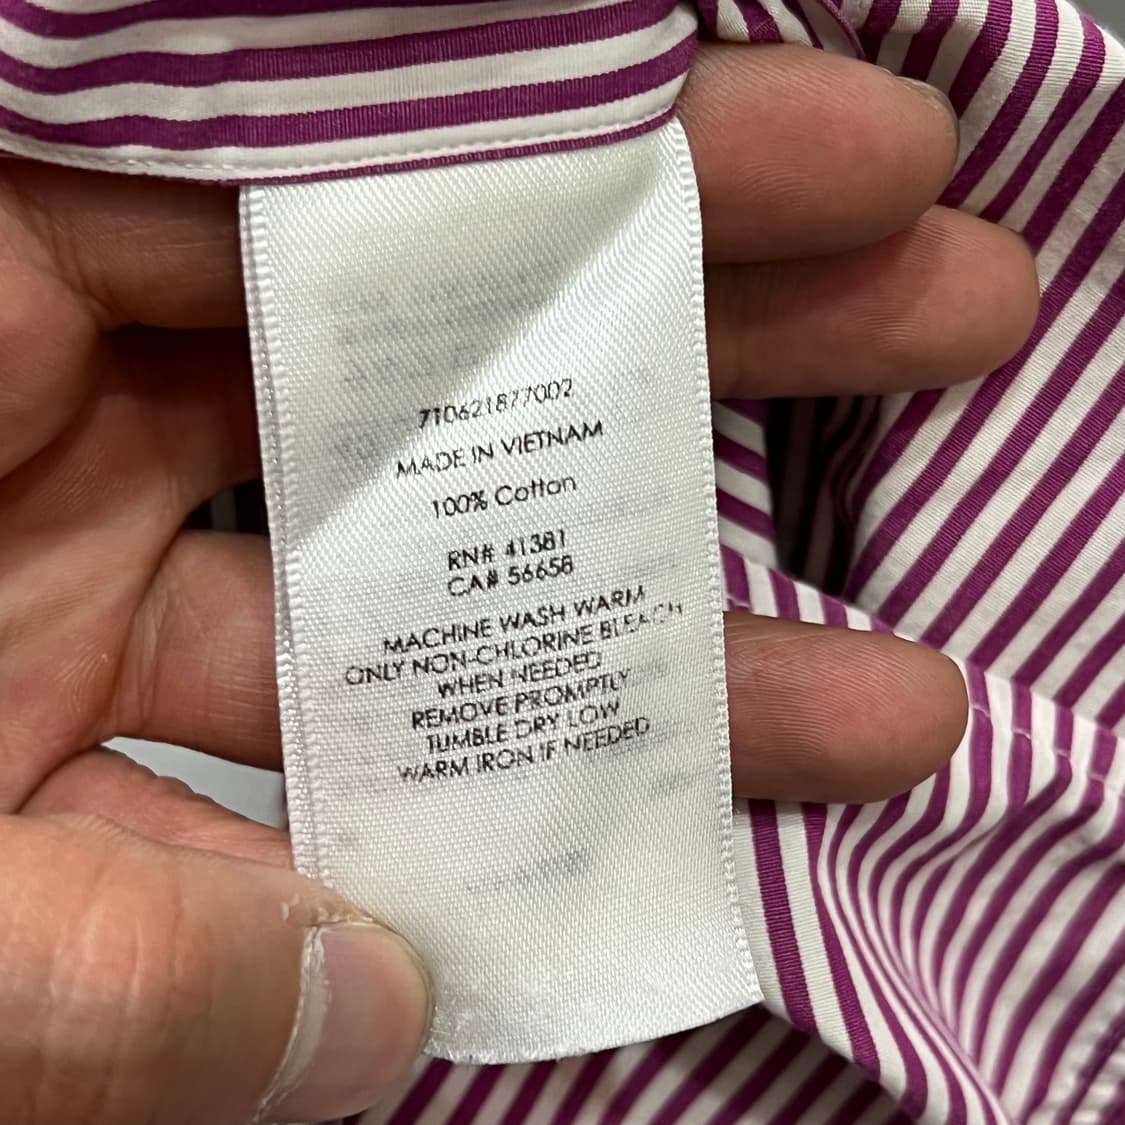 710621877002
MADE IN VIETNAM
100% Cotton
RN# 41381
CA# 56658
MACHINE WASH WARM
ONLY NON-CHLORINE BLEACH
WHEN NEEDED
REMOVE PROMPTLY
TUMBLE DRY LOW
WARM IRON IF NEEDED